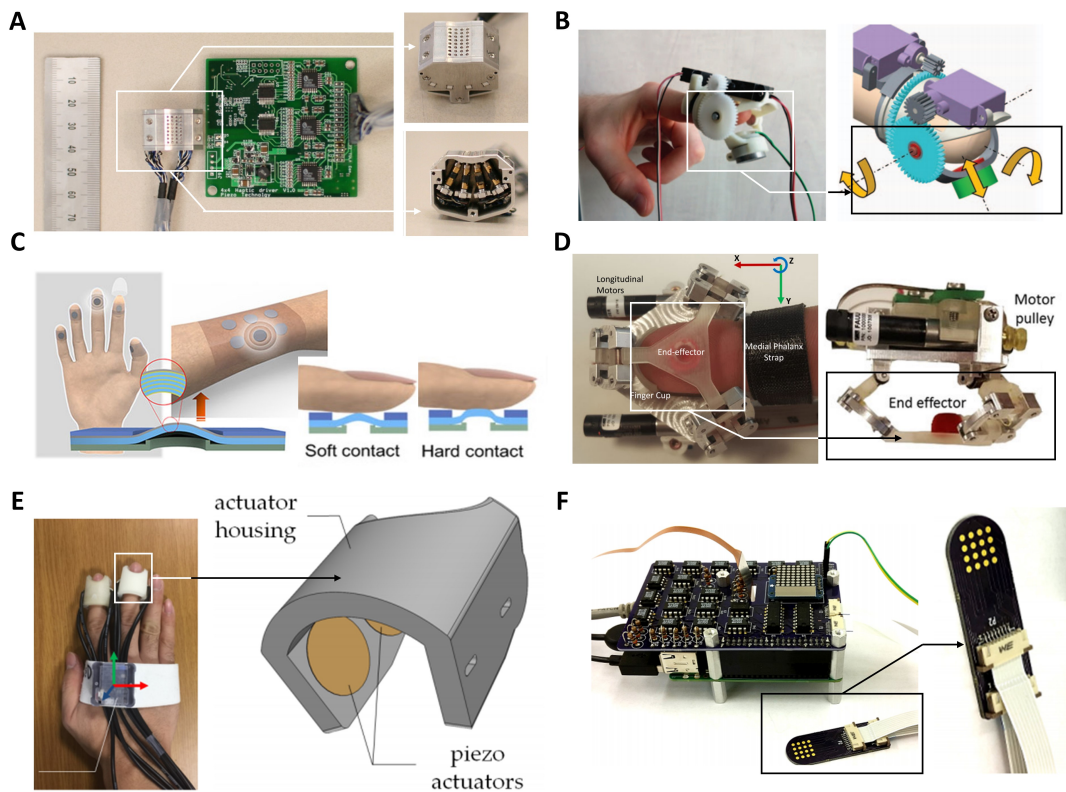 A
10
20
30
40
50
60
70
4x4 Haptic driver V1.0
Piezo Technology
B
C
Soft contact
Hard contact
D
X
Z
Y
Longitudinal
Motors
End-effector
Medial Phalanx
Strap
Finger Cup
Motor
pulley
End effector
E
actuator
housing
piezo
actuators
F
P2
WE